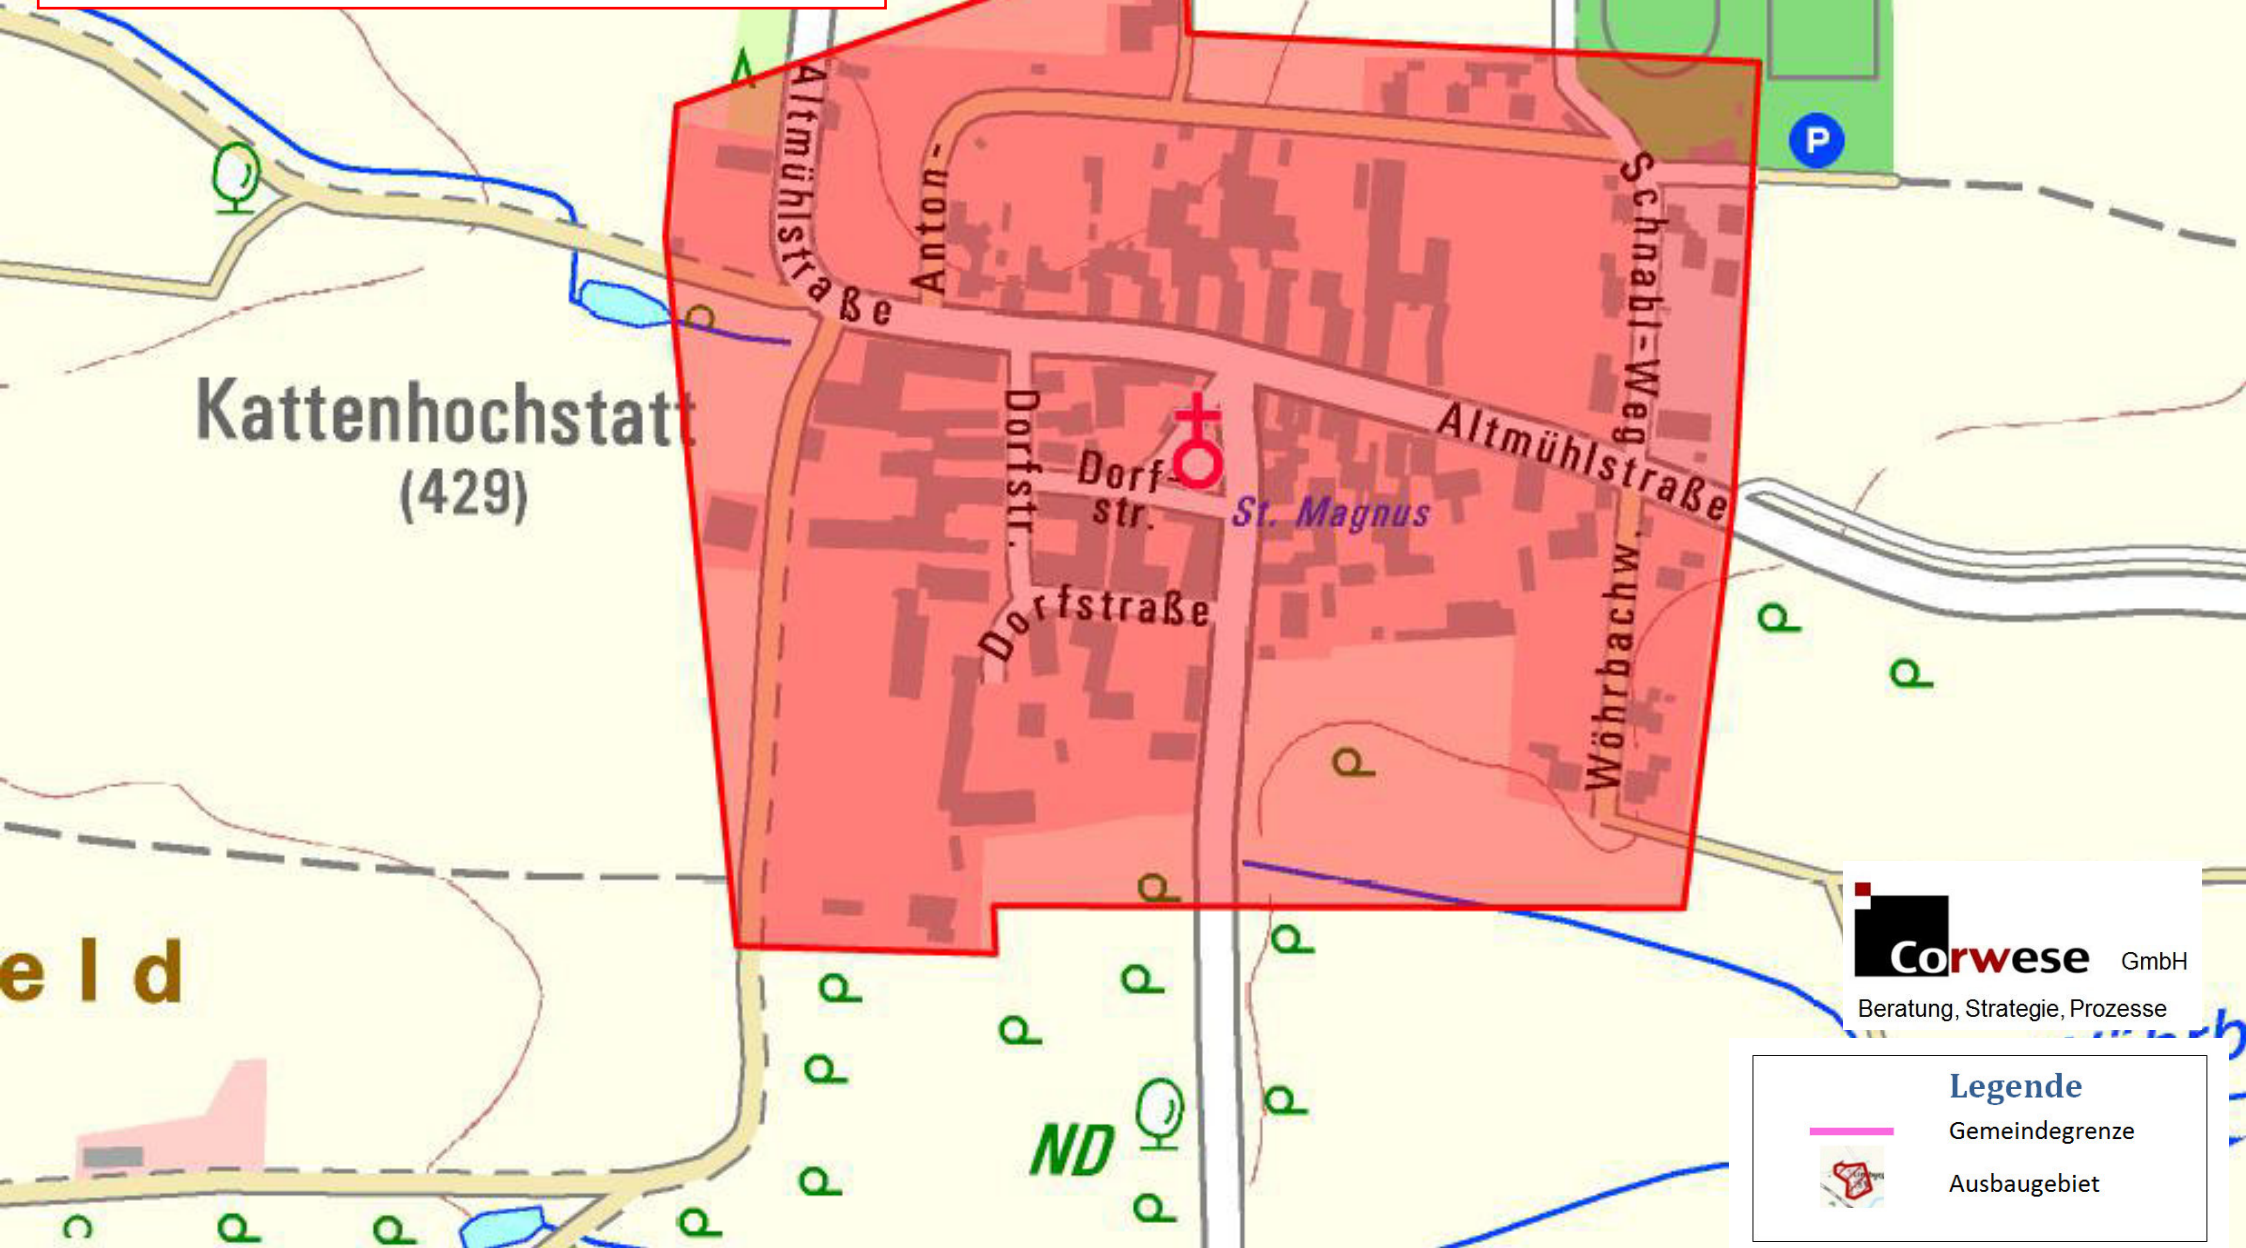 Altmühlstraße
Anton-
Schnabl-Weg
P
Kattenhochstatt
(429)
Dorfstr.
Dorf-
str.
St. Magnus
Altmühlstraße
Dorfstraße
Wöhrbachw.
eld
ND
Corwese GmbH
Beratung, Strategie, Prozesse
Legende
Gemeindegrenze
Ausbaugebiet